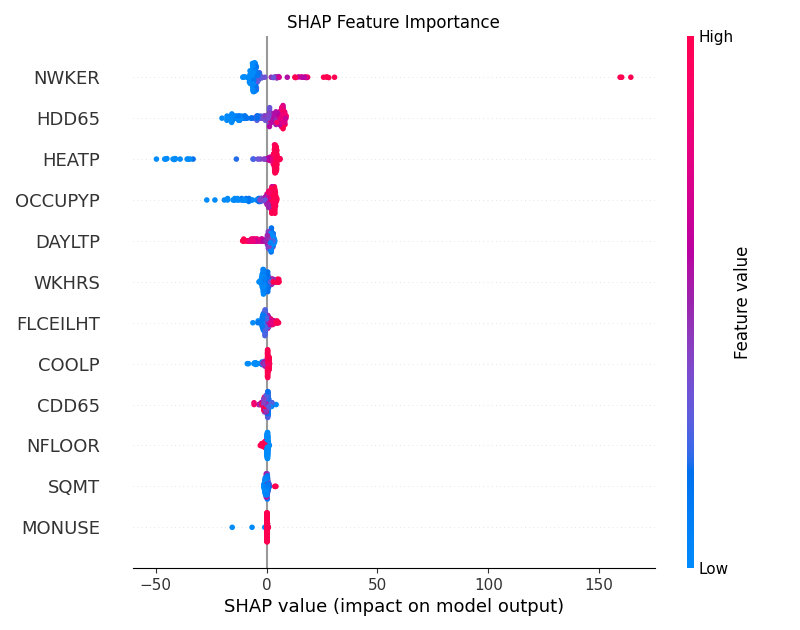 SHAP Feature Importance
High
NWKER
HDD65
HEATP
OCCUPYP
DAYLTP
WKHRS
FLCEILHT
COOLP
CDD65
NFLOOR
SQMT
MONUSE
Feature value
Low
−50 0 50 100 150
SHAP value (impact on model output)